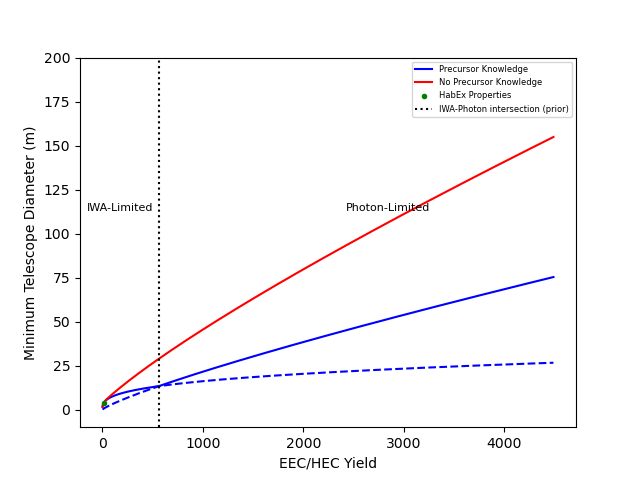 200
175
150
125
100
75
50
25
0
Minimum Telescope Diameter (m)
Precursor Knowledge
No Precursor Knowledge
HabEx Properties
IWA-Photon intersection (prior)
IWA-Limited
Photon-Limited
0
1000
2000
3000
4000
EEC/HEC Yield